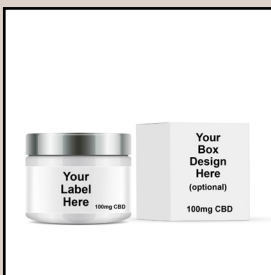 Your
Label
Here
100mg CBD
Your
Box
Design
Here
(optional)
100mg CBD